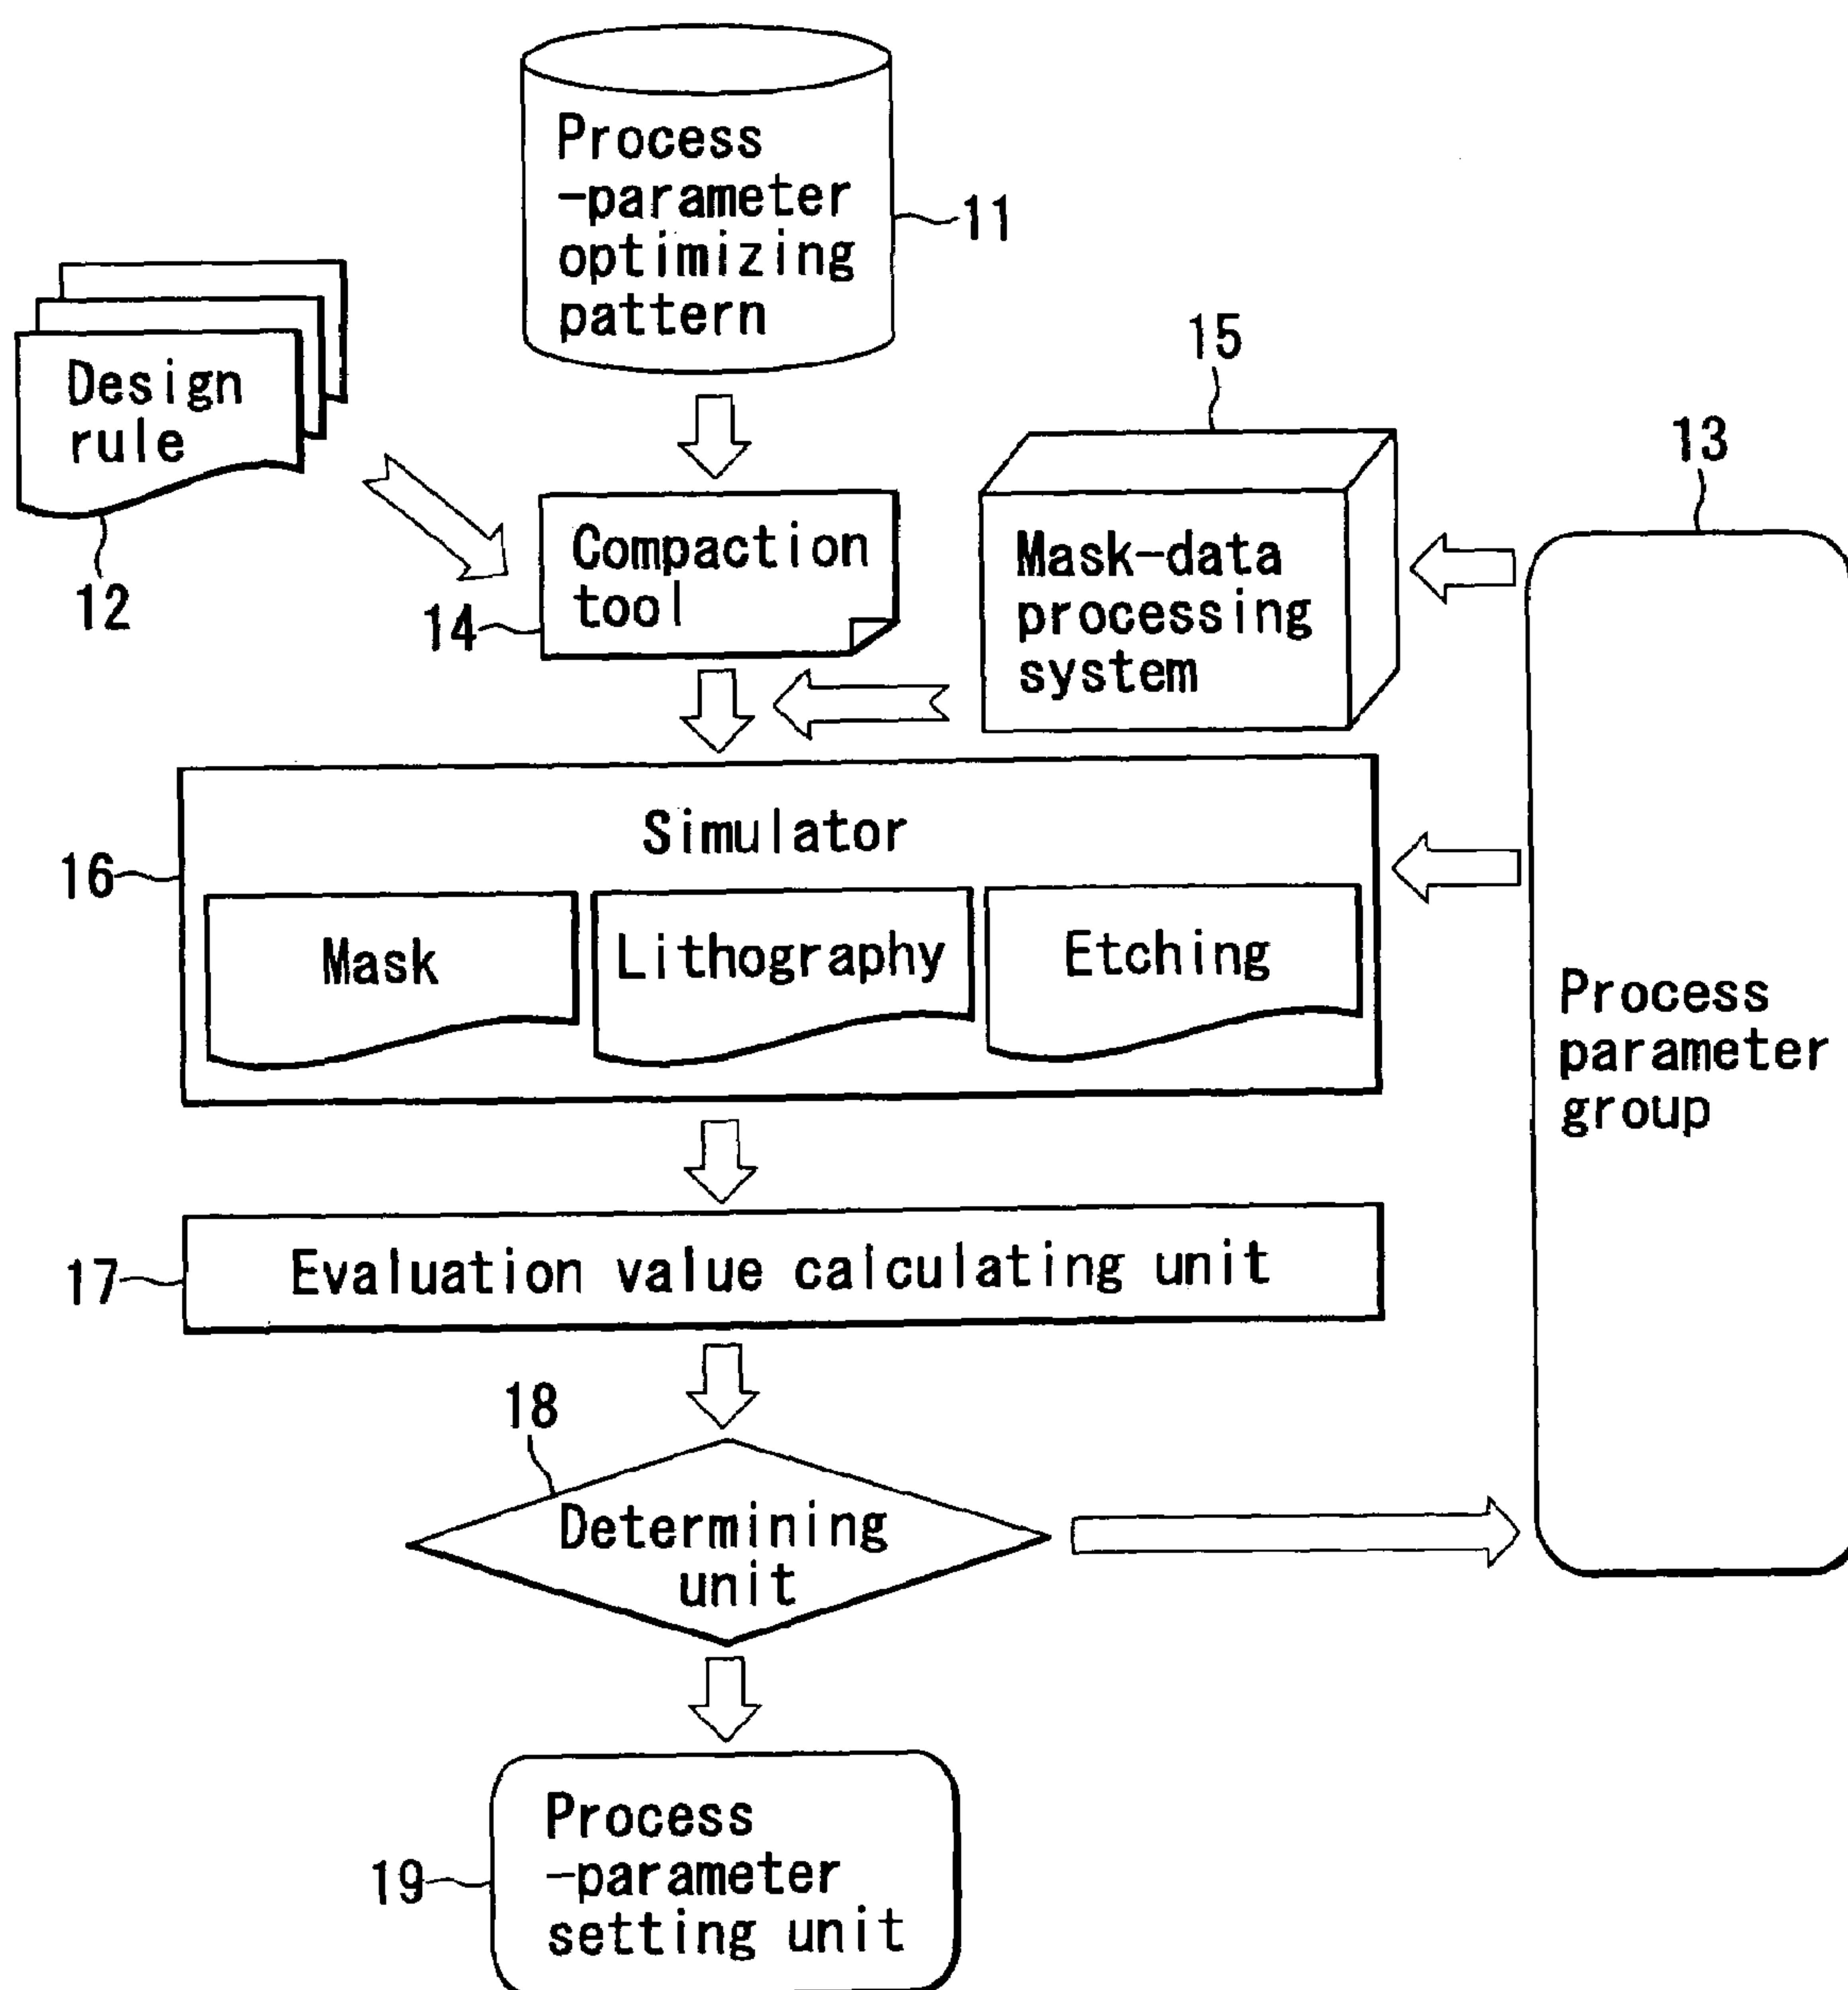 Process
-parameter
optimizing
pattern
11
Design
rule
12
15
13
Compaction
tool
14
Mask-data
processing
system
Simulator
16
Mask
Lithography
Etching
Process
parameter
group
17
Evaluation value calculating unit
18
Determining
unit
Process
-parameter
setting unit
19